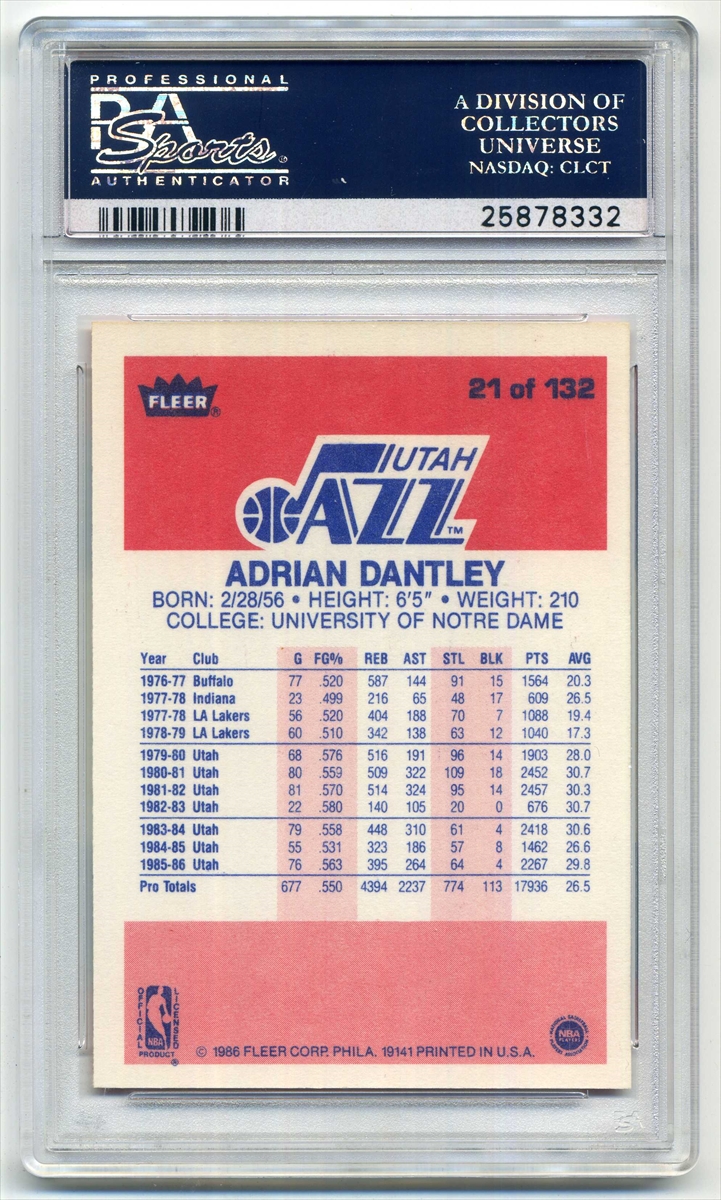 PROFESSIONAL
PSA
Sports
AUTHENTICATOR
A DIVISION OF
COLLECTORS
UNIVERSE
NASDAQ: CLCT
25878332
FLEER®
21 of 132
UTAH
JAZZ™
ADRIAN DANTLEY
BORN: 2/28/56 • HEIGHT: 6'5" • WEIGHT: 210
COLLEGE: UNIVERSITY OF NOTRE DAME
Year Club G FG% REB AST STL BLK PTS AVG
1976-77 Buffalo 77 .520 587 144 91 15 1564 20.3
1977-78 Indiana 23 .499 216 65 48 17 609 26.5
1977-78 LA Lakers 56 .520 404 188 70 7 1088 19.4
1978-79 LA Lakers 60 .510 342 138 63 12 1040 17.3
1979-80 Utah 68 .576 516 191 96 14 1903 28.0
1980-81 Utah 80 .559 509 322 109 18 2452 30.7
1981-82 Utah 81 .570 514 324 95 14 2457 30.3
1982-83 Utah 22 .580 140 105 20 0 676 30.7
1983-84 Utah 79 .558 448 310 61 4 2418 30.6
1984-85 Utah 55 .531 323 186 57 8 1462 26.6
1985-86 Utah 76 .563 395 264 64 4 2267 29.8
Pro Totals 677 .550 4394 2237 774 113 17936 26.5
OFFICIAL
LICENSED
NBA
PRODUCT®
© 1986 FLEER CORP. PHILA. 19141 PRINTED IN U.S.A.
NATIONAL BASKETBALL
NBA
PLAYERS
PLAYERS ASSOCIATION